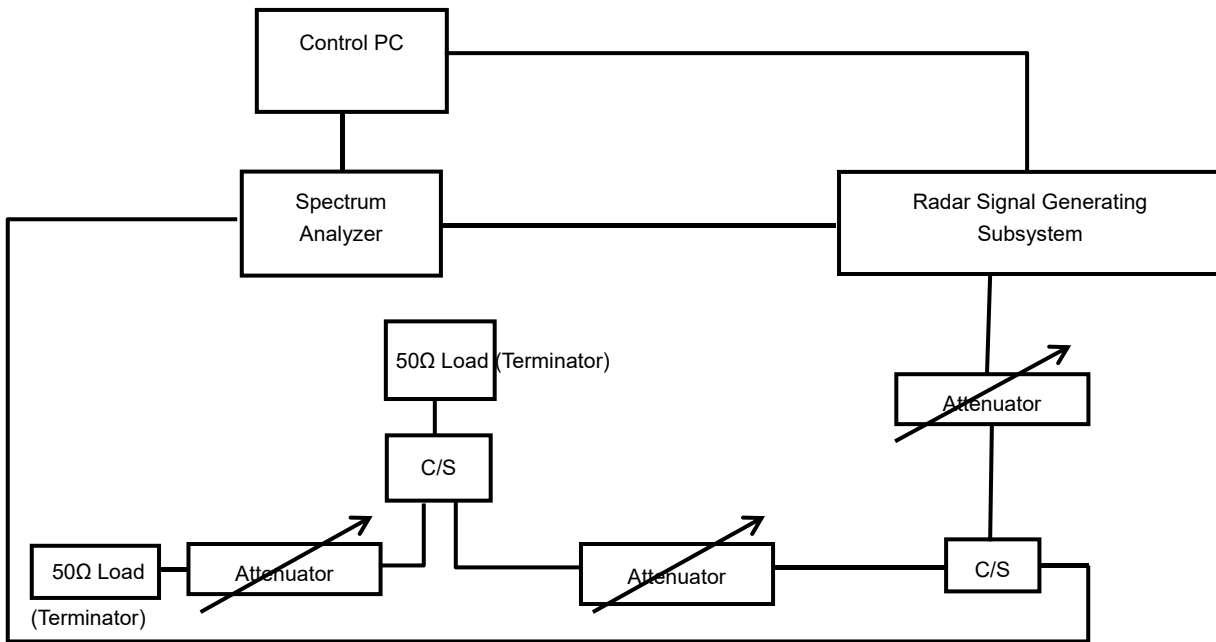 Control PC
Spectrum
Analyzer
Radar Signal Generating
Subsystem
50Ω Load (Terminator)
Attenuator
C/S
50Ω Load
(Terminator)
Attenuator
Attenuator
C/S